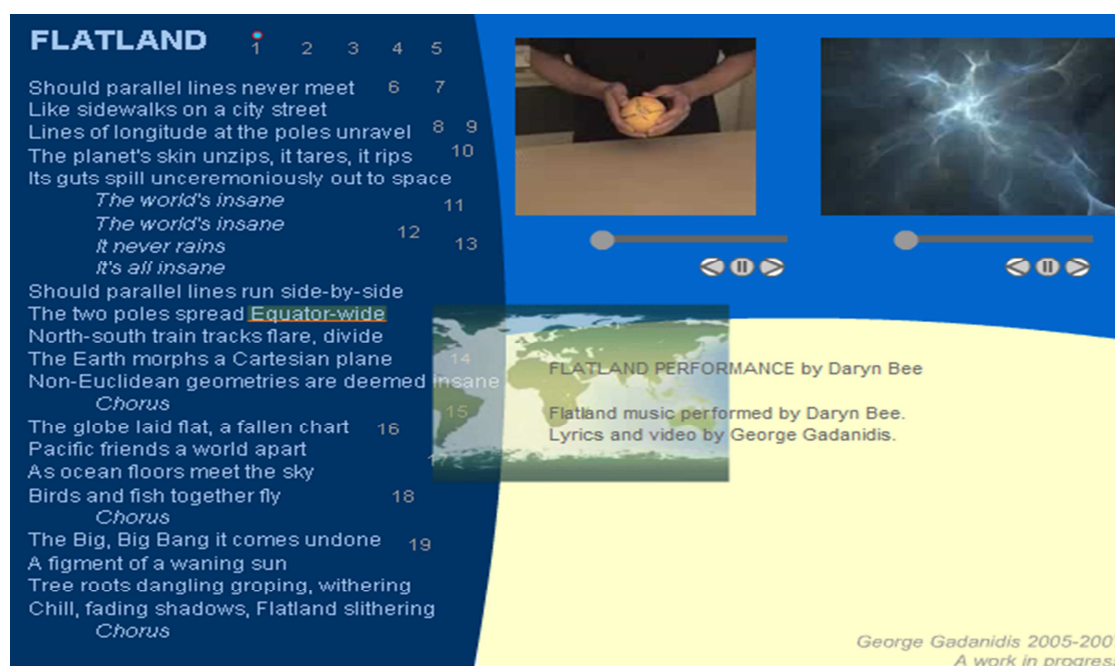 FLATLAND 1 2 3 4 5
Should parallel lines never meet 6 7
Like sidewalks on a city street
Lines of longitude at the poles unravel 8 9
The planet's skin unzips, it tares, it rips 10
Its guts spill unceremoniously out to space
The world's insane 11
The world's insane 12
It never rains 13
It's all insane
Should parallel lines run side-by-side
The two poles spread Equator-wide
North-south train tracks flare, divide
The Earth morphs a Cartesian plane 14
Non-Euclidean geometries are deemed insane
Chorus 15
The globe laid flat, a fallen chart 16
Pacific friends a world apart
As ocean floors meet the sky
Birds and fish together fly 18
Chorus
The Big, Big Bang it comes undone 19
A figment of a waning sun
Tree roots dangling groping, withering
Chill, fading shadows, Flatland slithering
Chorus
FLATLAND PERFORMANCE by Daryn Bee
Flatland music performed by Daryn Bee.
Lyrics and video by George Gadanidis.
George Gadanidis 2005-200
A work in progres